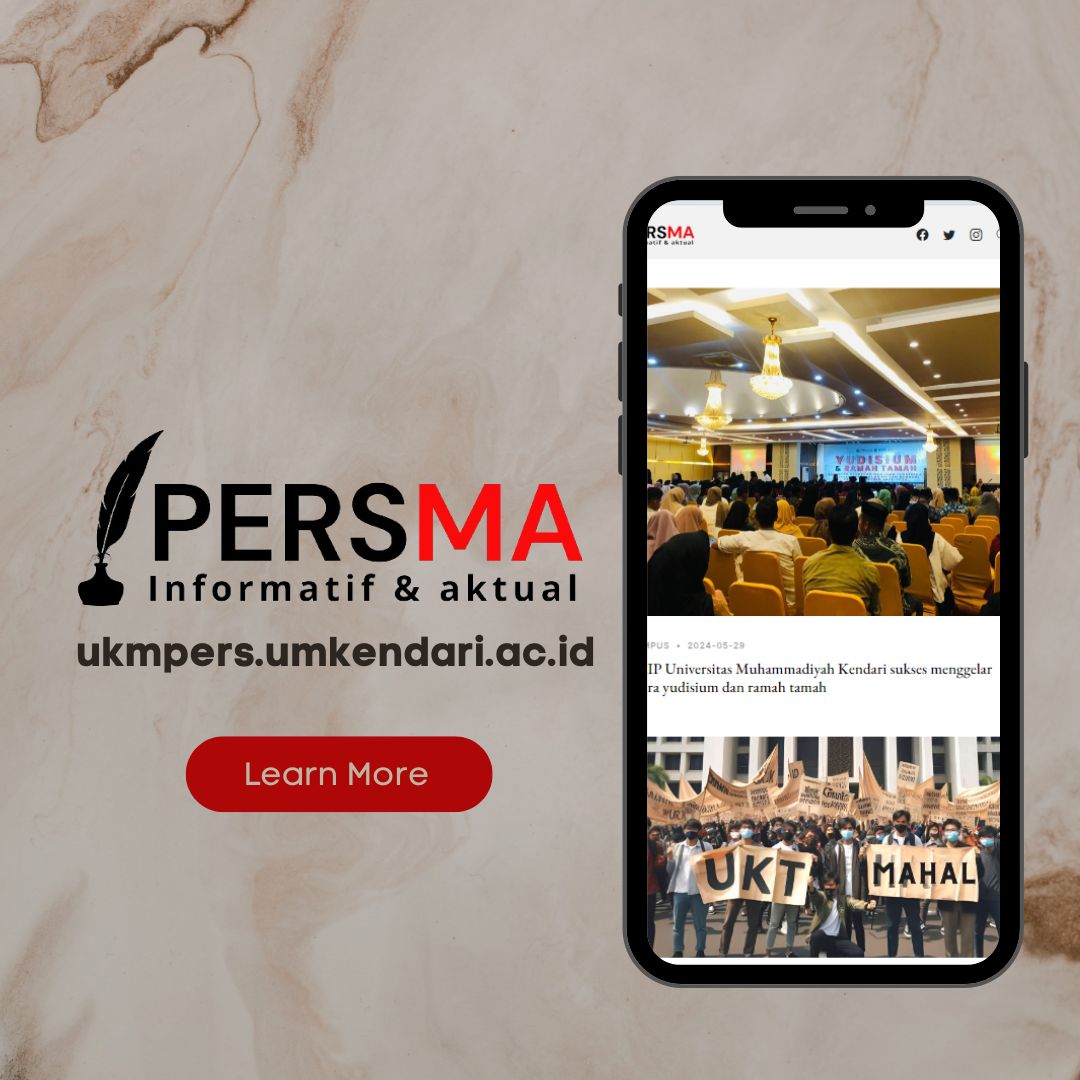 PERSMA
Informatif & aktual
ukmpers.umkendari.ac.id
Learn More
RSMA
atif & aktual
YUDISIUM
& RAMAH TAMAH
MPUS • 2024-05-29
IP Universitas Muhammadiyah Kendari sukses menggelar
ra yudisium dan ramah tamah
UKT
MAHAL